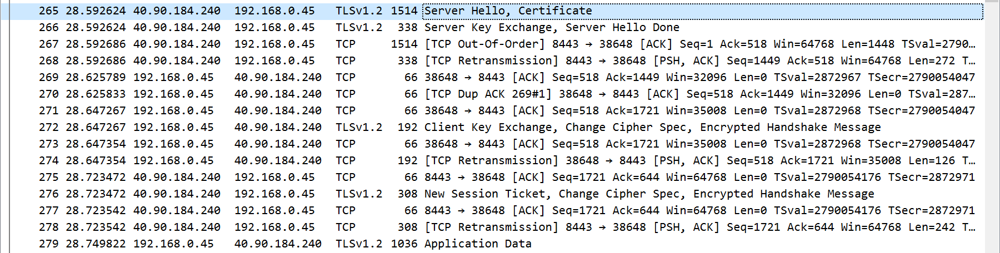 265 28.592624 40.90.184.240 192.168.0.45 TLSv1.2 1514 Server Hello, Certificate
266 28.592624 40.90.184.240 192.168.0.45 TLSv1.2 338 Server Key Exchange, Server Hello Done
267 28.592686 40.90.184.240 192.168.0.45 TCP 1514 [TCP Out-Of-Order] 8443 → 38648 [ACK] Seq=1 Ack=518 Win=64768 Len=1448 TSval=2790…
268 28.592686 40.90.184.240 192.168.0.45 TCP 338 [TCP Retransmission] 8443 → 38648 [PSH, ACK] Seq=1449 Ack=518 Win=64768 Len=272 T…
269 28.625789 192.168.0.45 40.90.184.240 TCP 66 38648 → 8443 [ACK] Seq=518 Ack=1449 Win=32096 Len=0 TSval=2872967 TSecr=2790054047
270 28.625833 192.168.0.45 40.90.184.240 TCP 66 [TCP Dup ACK 269#1] 38648 → 8443 [ACK] Seq=518 Ack=1449 Win=32096 Len=0 TSval=287…
271 28.647267 192.168.0.45 40.90.184.240 TCP 66 38648 → 8443 [ACK] Seq=518 Ack=1721 Win=35008 Len=0 TSval=2872968 TSecr=2790054047
272 28.647267 192.168.0.45 40.90.184.240 TLSv1.2 192 Client Key Exchange, Change Cipher Spec, Encrypted Handshake Message
273 28.647354 192.168.0.45 40.90.184.240 TCP 66 38648 → 8443 [ACK] Seq=518 Ack=1721 Win=35008 Len=0 TSval=2872968 TSecr=2790054047
274 28.647354 192.168.0.45 40.90.184.240 TCP 192 [TCP Retransmission] 38648 → 8443 [PSH, ACK] Seq=518 Ack=1721 Win=35008 Len=126 T…
275 28.723472 40.90.184.240 192.168.0.45 TCP 66 8443 → 38648 [ACK] Seq=1721 Ack=644 Win=64768 Len=0 TSval=2790054176 TSecr=2872971
276 28.723472 40.90.184.240 192.168.0.45 TLSv1.2 308 New Session Ticket, Change Cipher Spec, Encrypted Handshake Message
277 28.723542 40.90.184.240 192.168.0.45 TCP 66 8443 → 38648 [ACK] Seq=1721 Ack=644 Win=64768 Len=0 TSval=2790054176 TSecr=2872971
278 28.723542 40.90.184.240 192.168.0.45 TCP 308 [TCP Retransmission] 8443 → 38648 [PSH, ACK] Seq=1721 Ack=644 Win=64768 Len=242 T…
279 28.749822 192.168.0.45 40.90.184.240 TLSv1.2 1036 Application Data